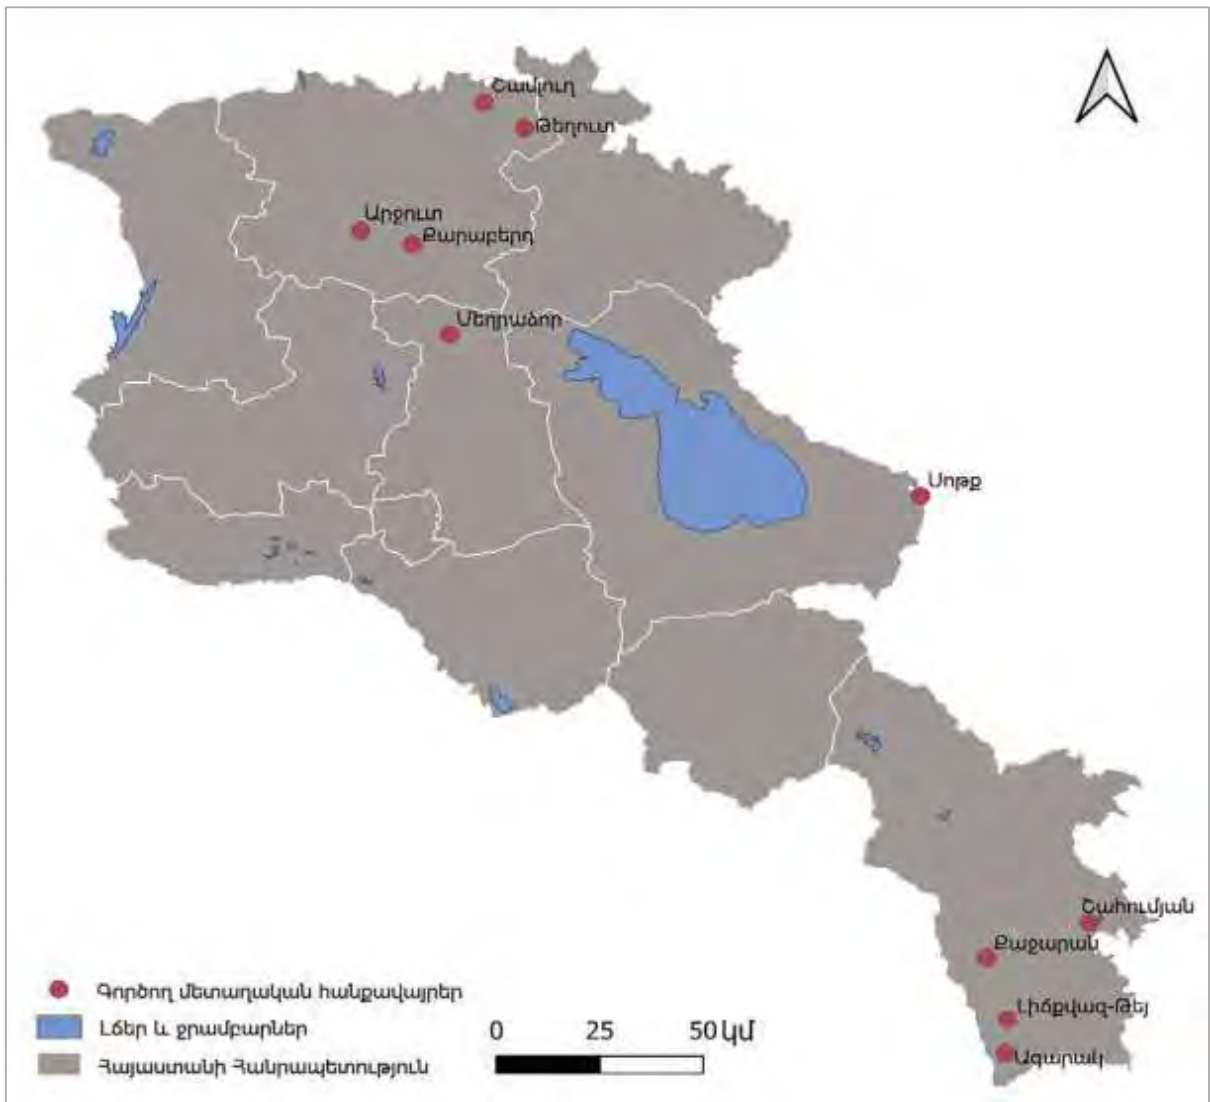 Շամլուղ
Թեղուտ
Արջուտ
Քարաբերդ
Մեղրաձոր
Սոթք
Շահումյան
Քաջարան
Լիճքվազ-Թեյ
Ագարակ
Գործող մետաղական հանքավայրեր
Լճեր և ջրամբարներ
Հայաստանի Հանրապետություն
0 25 50 կմ